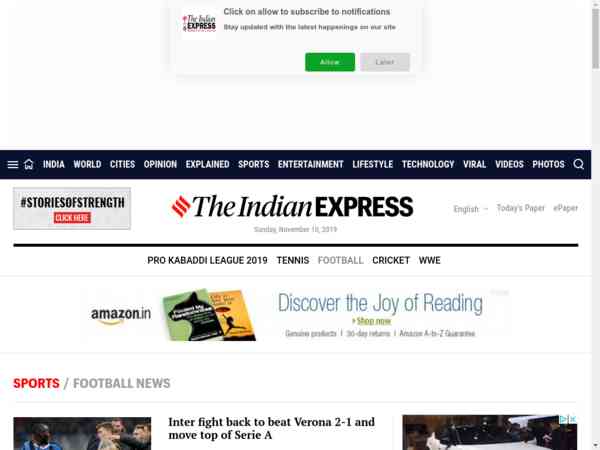 Click on allow to subscribe to notifications
Stay updated with the latest happenings on our site
Allow
Later
INDIA WORLD CITIES OPINION EXPLAINED SPORTS ENTERTAINMENT LIFESTYLE TECHNOLOGY VIRAL VIDEOS PHOTOS
#STORIESOFSTRENGTH
CLICK HERE
The Indian EXPRESS
Sunday, November 10, 2019
English
Today's Paper
ePaper
PRO KABADDI LEAGUE 2019 TENNIS FOOTBALL CRICKET WWE
amazon.in
Discover the Joy of Reading
Shop now
Genuine products | 30-day returns | Amazon A-to-Z Guarantee
SPORTS / FOOTBALL NEWS
Inter fight back to beat Verona 2-1 and
move top of Serie A